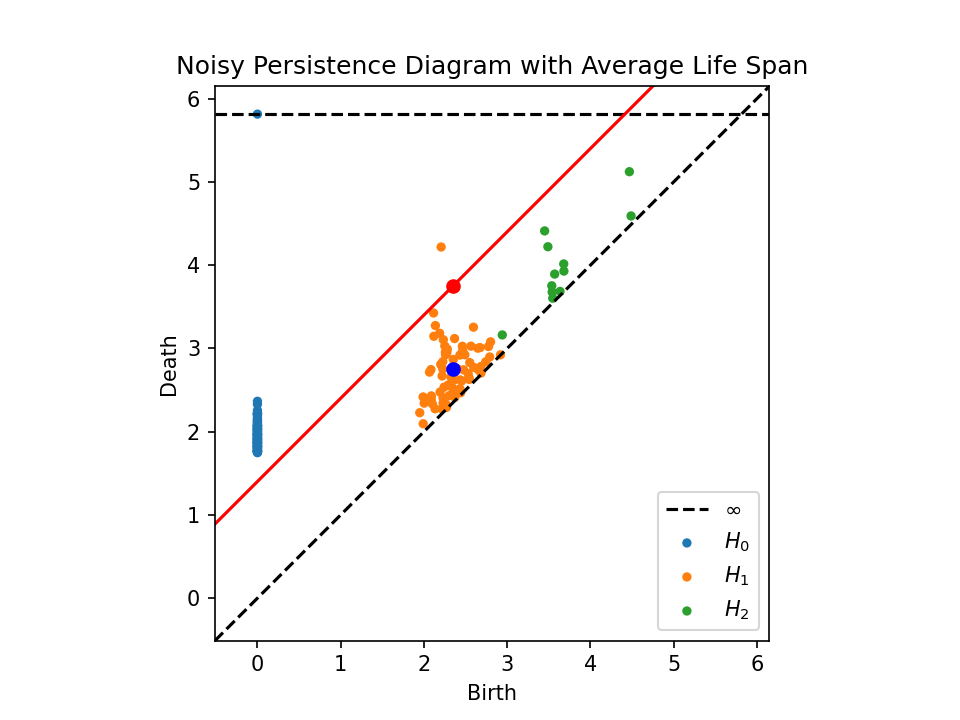 Noisy Persistence Diagram with Average Life Span
6
5
4
3
2
1
0
Death
0 1 2 3 4 5 6
Birth
∞
H₀
H₁
H₂